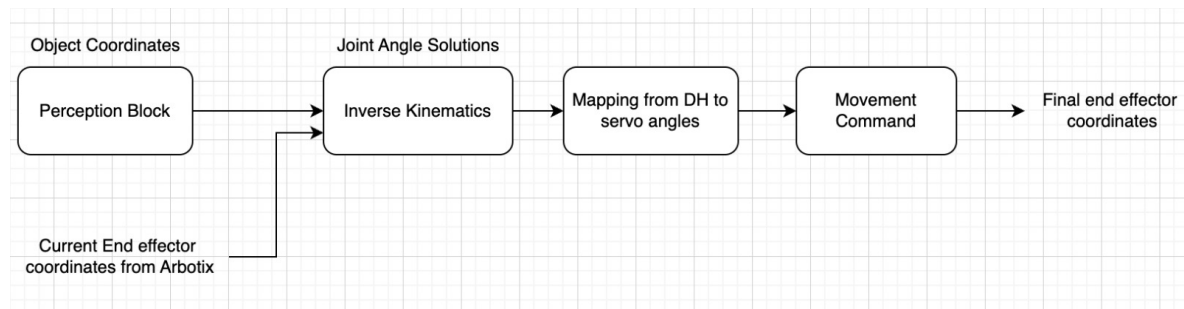 Object Coordinates
Joint Angle Solutions
Perception Block
Inverse Kinematics
Mapping from DH to
servo angles
Movement
Command
Final end effector
coordinates
Current End effector
coordinates from Arbotix